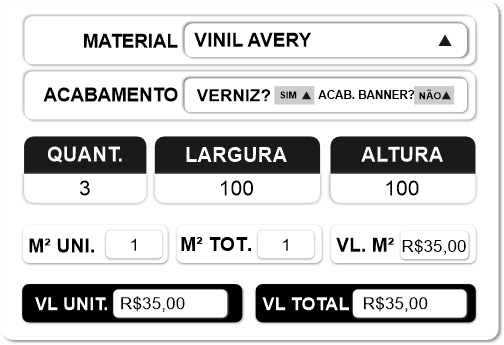 MATERIAL VINIL AVERY ▲
ACABAMENTO VERNIZ? SIM ▲ ACAB. BANNER? NÃO▲
QUANT. LARGURA ALTURA
3 100 100
M² UNI. 1 M² TOT. 1 VL. M² R$35,00
VL UNIT. R$35,00 VL TOTAL R$35,00